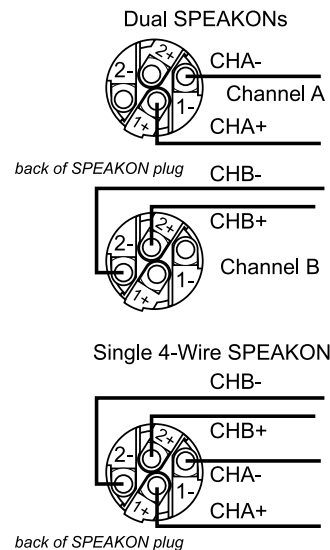 Dual SPEAKONs
2+
2-
CHA-
Channel A
1-
1+
CHA+
back of SPEAKON plug
CHB-
CHB+
2+
2-
Channel B
1-
1+
Single 4-Wire SPEAKON
CHB-
CHB+
2+
2-
CHA-
1-
1+
CHA+
back of SPEAKON plug